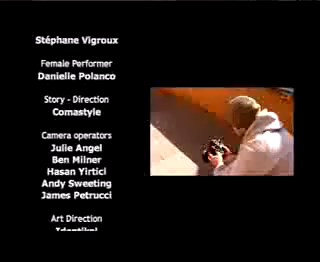 Stéphane Vigroux
Female Performer
Danielle Polanco
Story - Direction
Comastyle
Camera operators
Julie Angel
Ben Milner
Hasan Yirtici
Andy Sweeting
James Petrucci
Art Direction